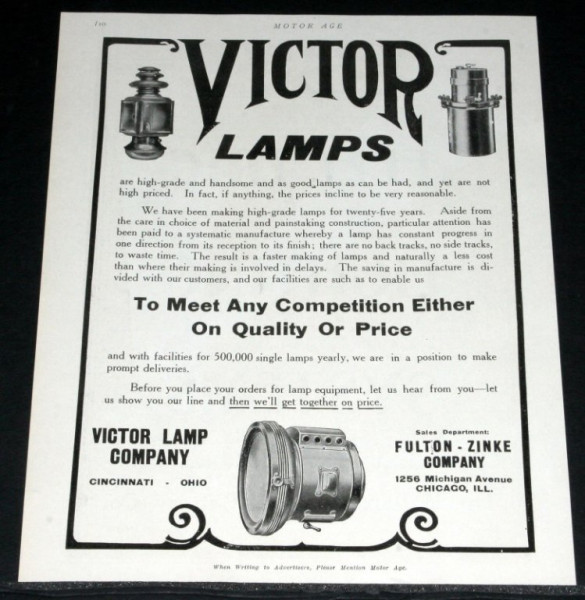 MOTOR AGE
VICTOR
LAMPS
are high-grade and handsome and as good lamps as can be had, and yet are not
high priced. In fact, if anything, the prices incline to be very reasonable.
We have been making high-grade lamps for twenty-five years. Aside from
the care in choice of material and painstaking construction, particular attention has
been paid to a systematic manufacture whereby a lamp has constant progress in
one direction from its reception to its finish; there are no back tracks, no side tracks,
to waste time. The result is a faster making of lamps and naturally a less cost
than where their making is involved in delays. The saving in manufacture is di-
vided with our customers, and our facilities are such as to enable us
To Meet Any Competition Either
On Quality Or Price
and with facilities for 500,000 single lamps yearly, we are in a position to make
prompt deliveries.
Before you place your orders for lamp equipment, let us hear from you—let
us show you our line and then we'll get together on price.
VICTOR LAMP
COMPANY
CINCINNATI - OHIO
Sales Department:
FULTON - ZINKE
COMPANY
1256 Michigan Avenue
CHICAGO, ILL.
When Writing to Advertisers, Please Mention Motor Age.